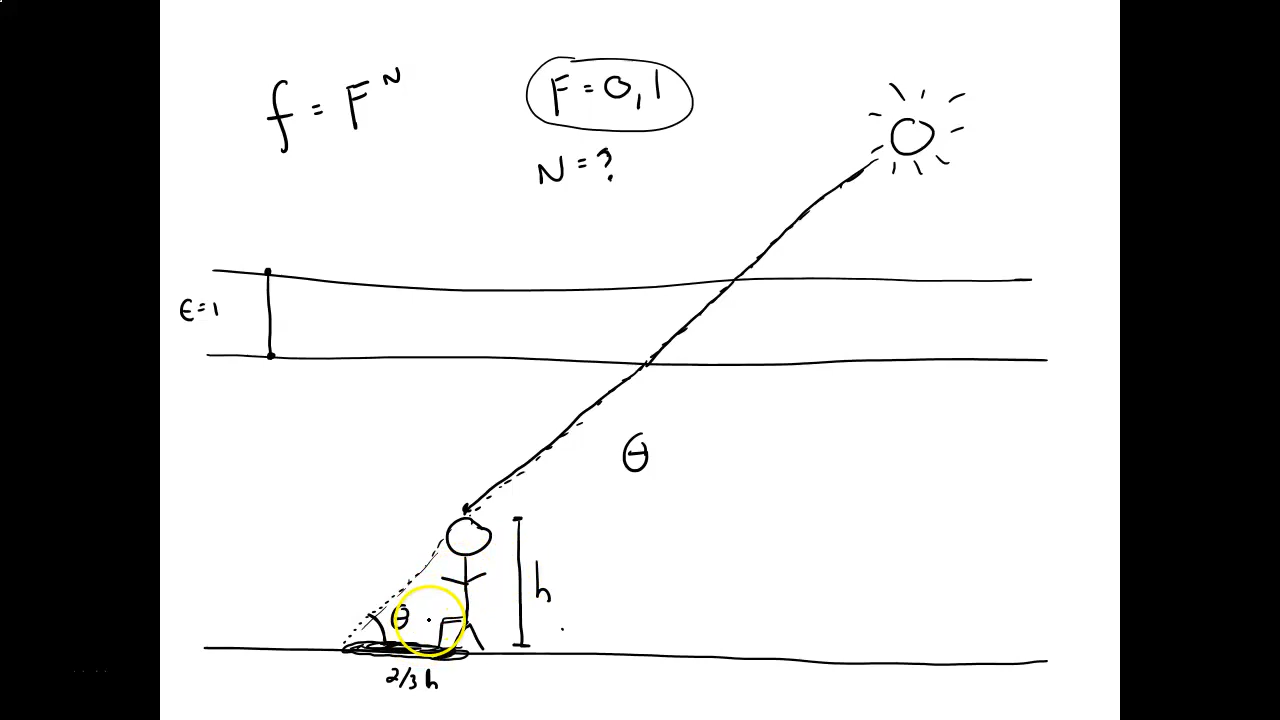 f = F^N
F = 0,1
N = ?
ε=1
θ
h
θ
2/3 h